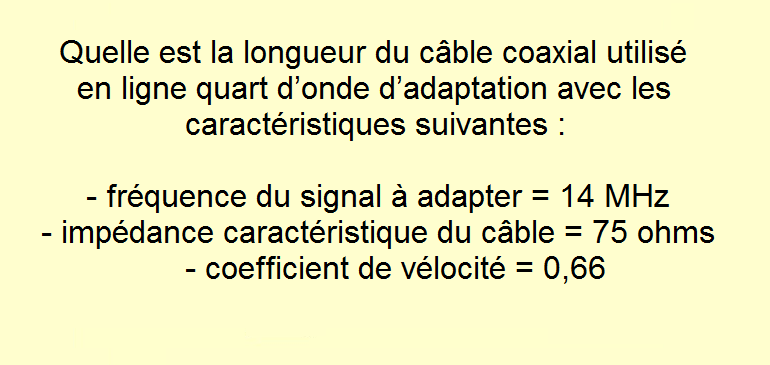 Quelle est la longueur du câble coaxial utilisé
en ligne quart d’onde d’adaptation avec les
caractéristiques suivantes :
- fréquence du signal à adapter = 14 MHz
- impédance caractéristique du câble = 75 ohms
- coefficient de vélocité = 0,66